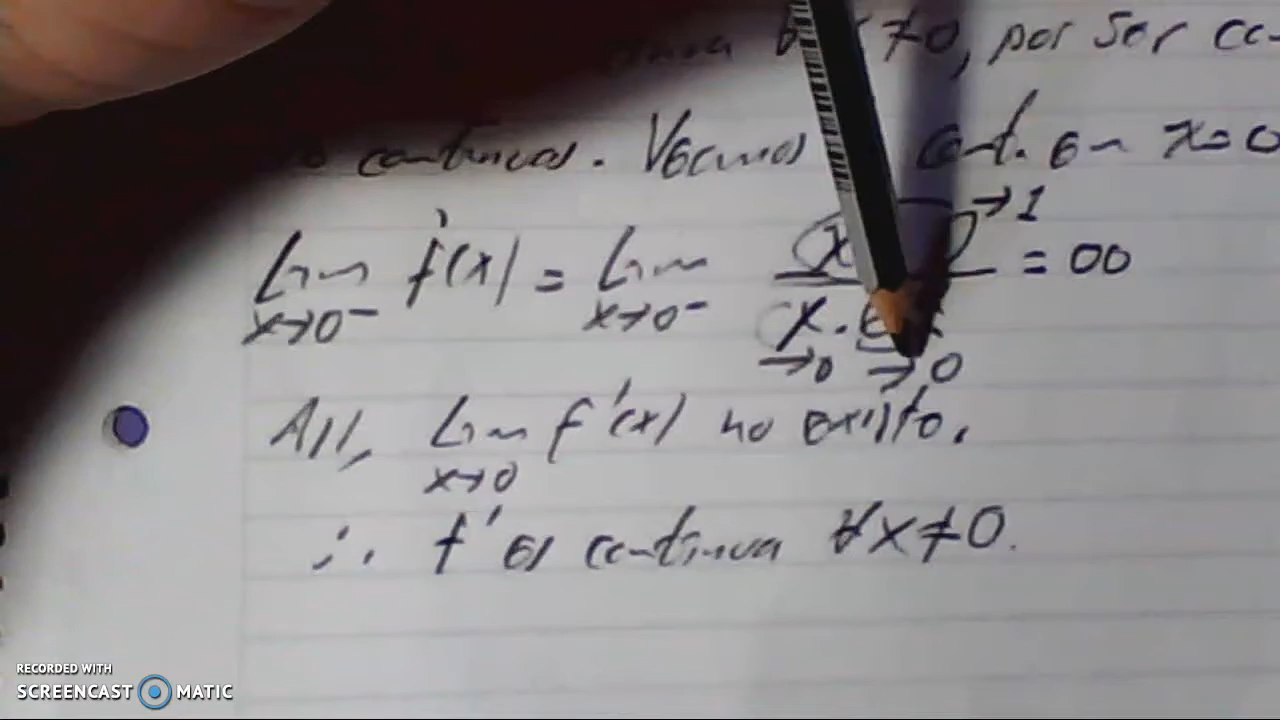 ≠0, por ser co-
continuas. Veamos cont. en x=0
Lim x→0⁻ f'(x) = Lim x→0⁻ x →1 / x. →0 →0 = ∞
Así, Lim x→0 f'(x) no existe.
∴ f' es continua ∀x≠0.
RECORDED WITH
SCREENCAST MATIC